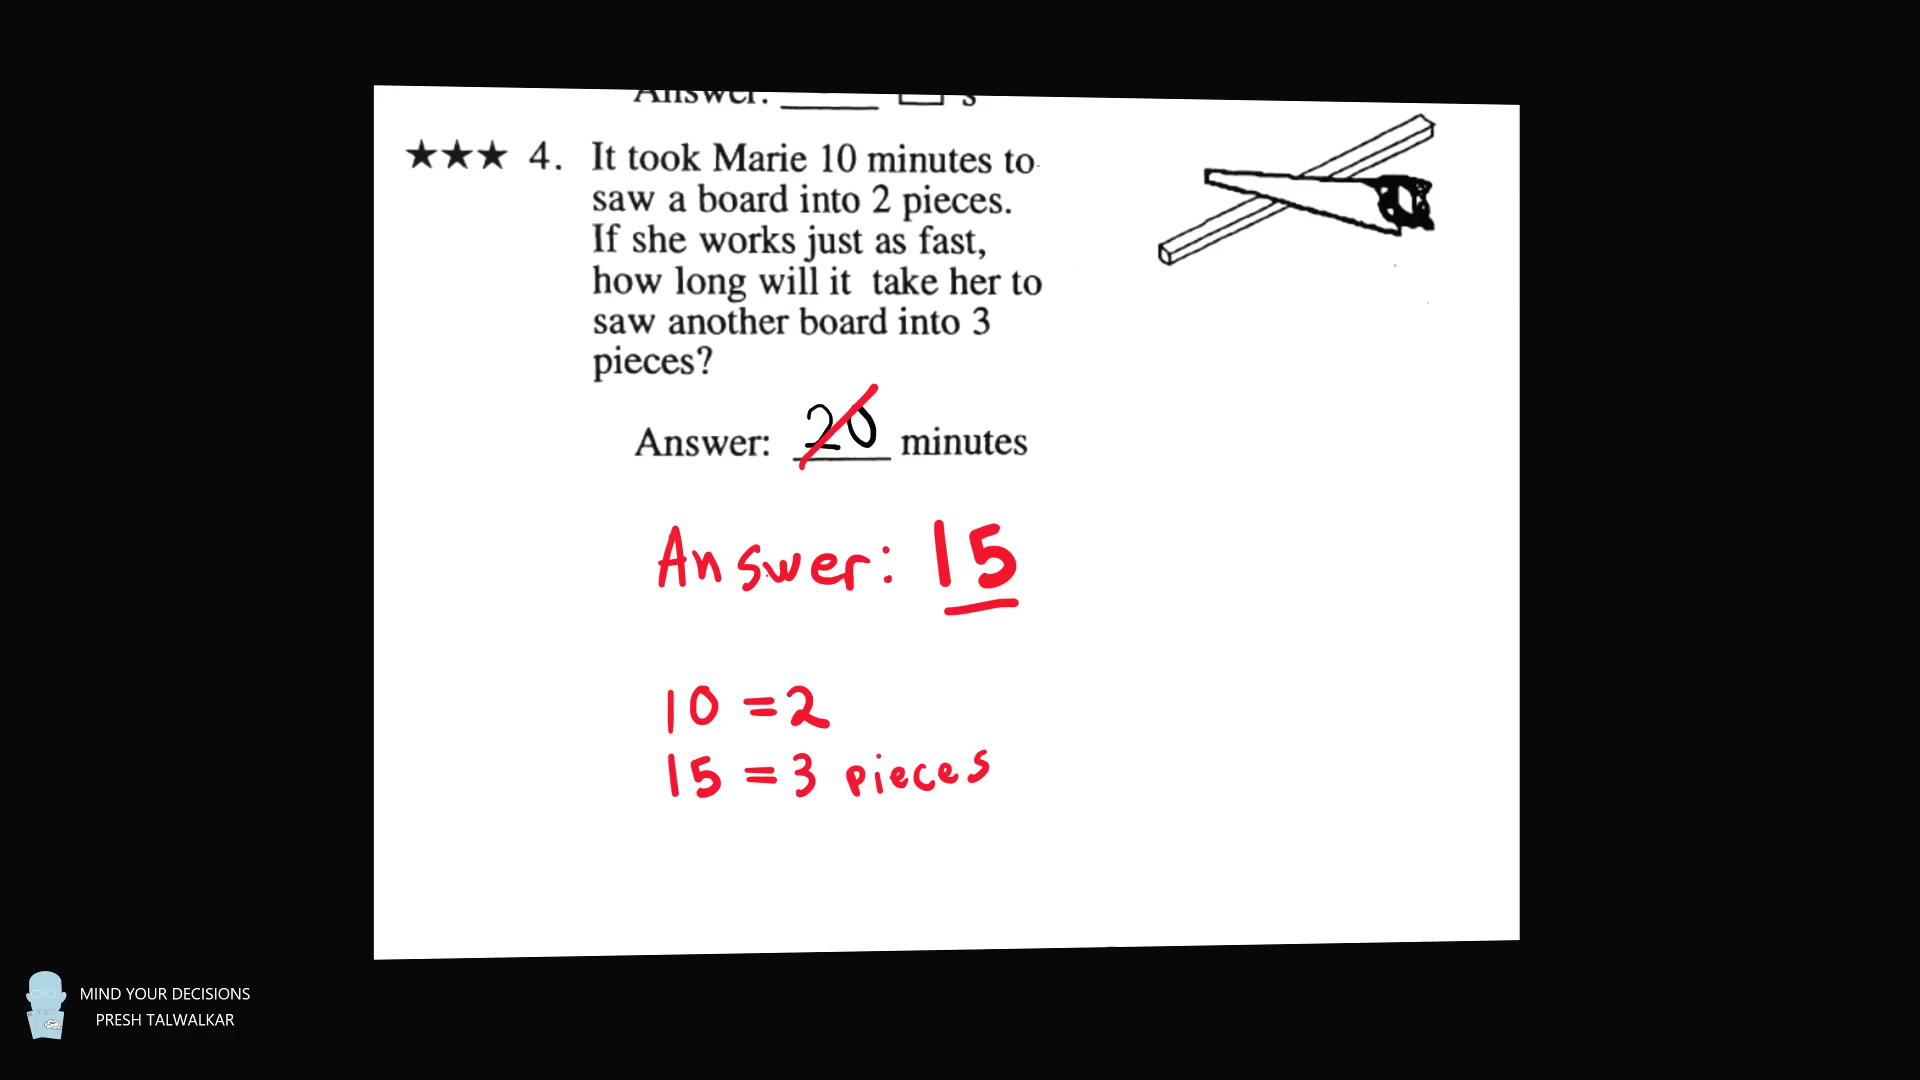 Answer: _____ □ s
★★★ 4. It took Marie 10 minutes to
saw a board into 2 pieces.
If she works just as fast,
how long will it take her to
saw another board into 3
pieces?
Answer: 20 minutes
Answer: 15
10 = 2
15 = 3 pieces
MIND YOUR DECISIONS
PRESH TALWALKAR